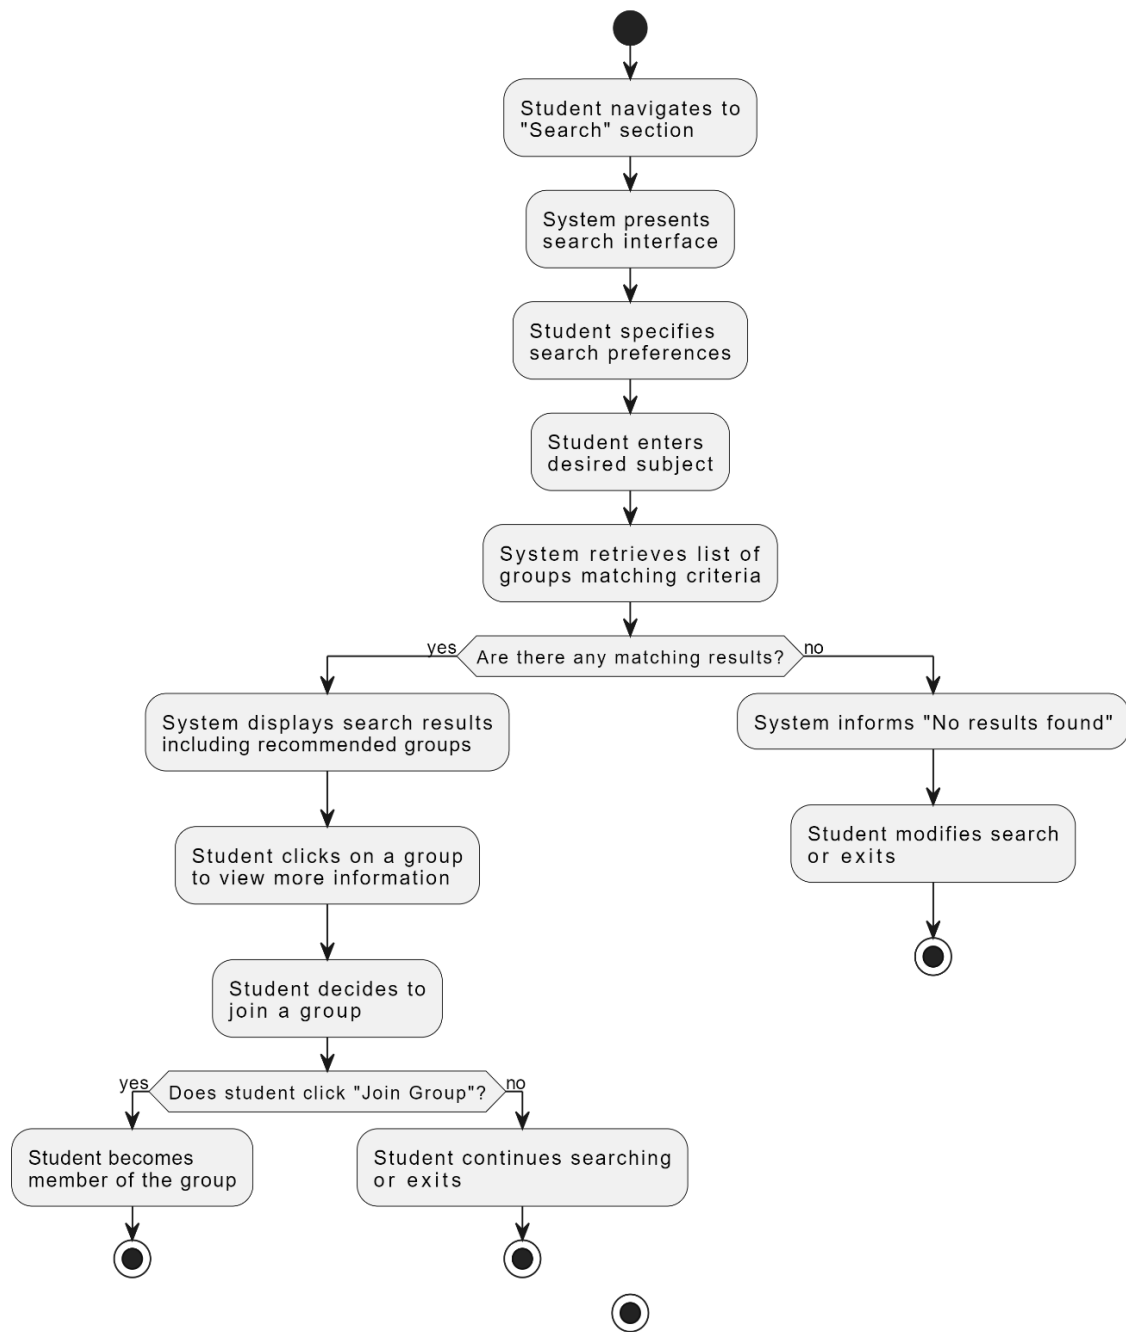 Student navigates to
"Search" section
System presents
search interface
Student specifies
search preferences
Student enters
desired subject
System retrieves list of
groups matching criteria
yes
Are there any matching results?
no
System displays search results
including recommended groups
System informs "No results found"
Student clicks on a group
to view more information
Student modifies search
or exits
Student decides to
join a group
yes
Does student click "Join Group"?
no
Student becomes
member of the group
Student continues searching
or exits